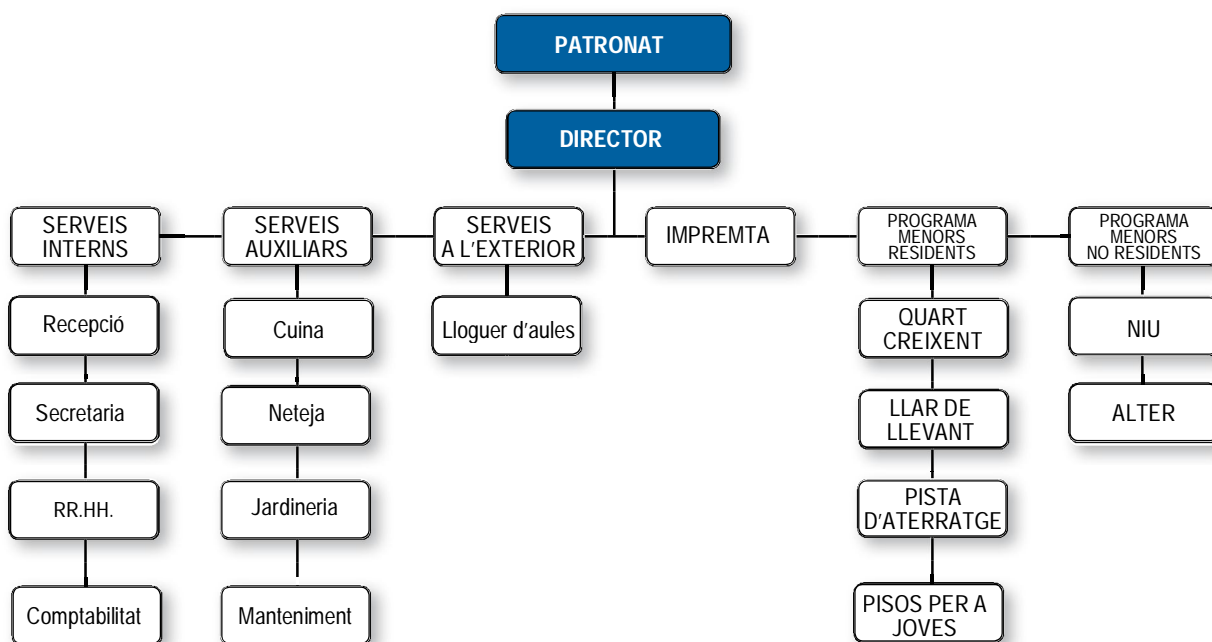 PATRONAT
DIRECTOR
SERVEIS
INTERNS
SERVEIS
AUXILIARS
SERVEIS
A L'EXTERIOR
IMPREMTA
PROGRAMA
MENORS
RESIDENTS
PROGRAMA
MENORS
NO RESIDENTS
Recepció
Cuina
Lloguer d'aules
QUART
CREIXENT
NIU
Secretaria
Neteja
LLAR DE
LLEVANT
ALTER
RR.HH.
Jardineria
PISTA
D'ATERRATGE
Comptabilitat
Manteniment
PISOS PER A
JOVES